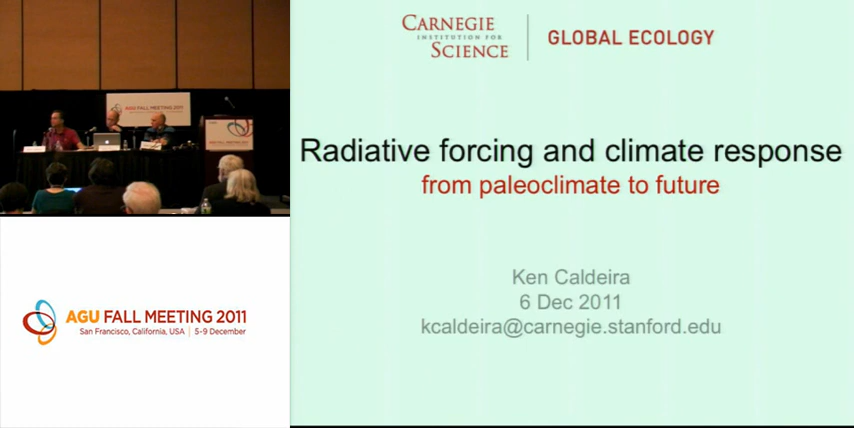 AGU FALL MEETING 2011
AGU FALL MEETING 2011
San Francisco, California, USA | 5-9 December
CARNEGIE
INSTITUTION FOR
SCIENCE
GLOBAL ECOLOGY
Radiative forcing and climate response
from paleoclimate to future
Ken Caldeira
6 Dec 2011
kcaldeira@carnegie.stanford.edu